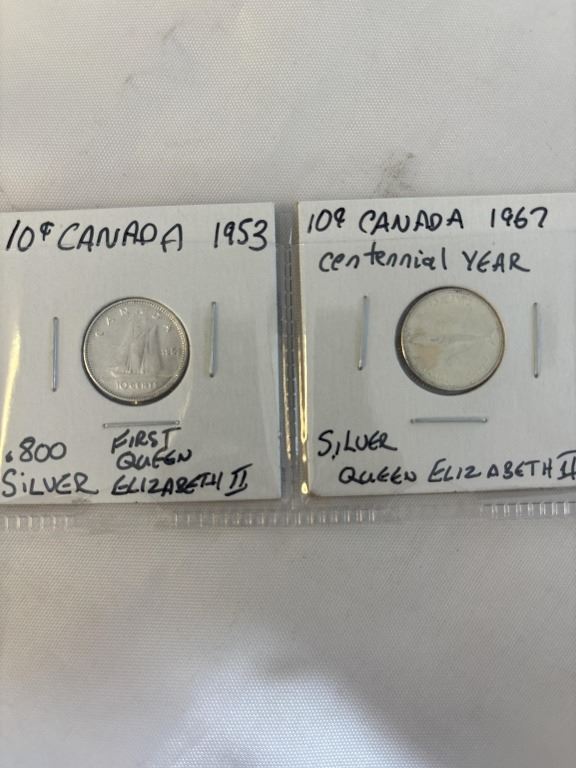 10¢ CANADA 1953
CANADA
10 CENTS
.800
SILVER
FIRST
QUEEN
ELIZABETH II
10¢ CANADA 1967
centennial YEAR
SILVER
QUEEN ELIZABETH II